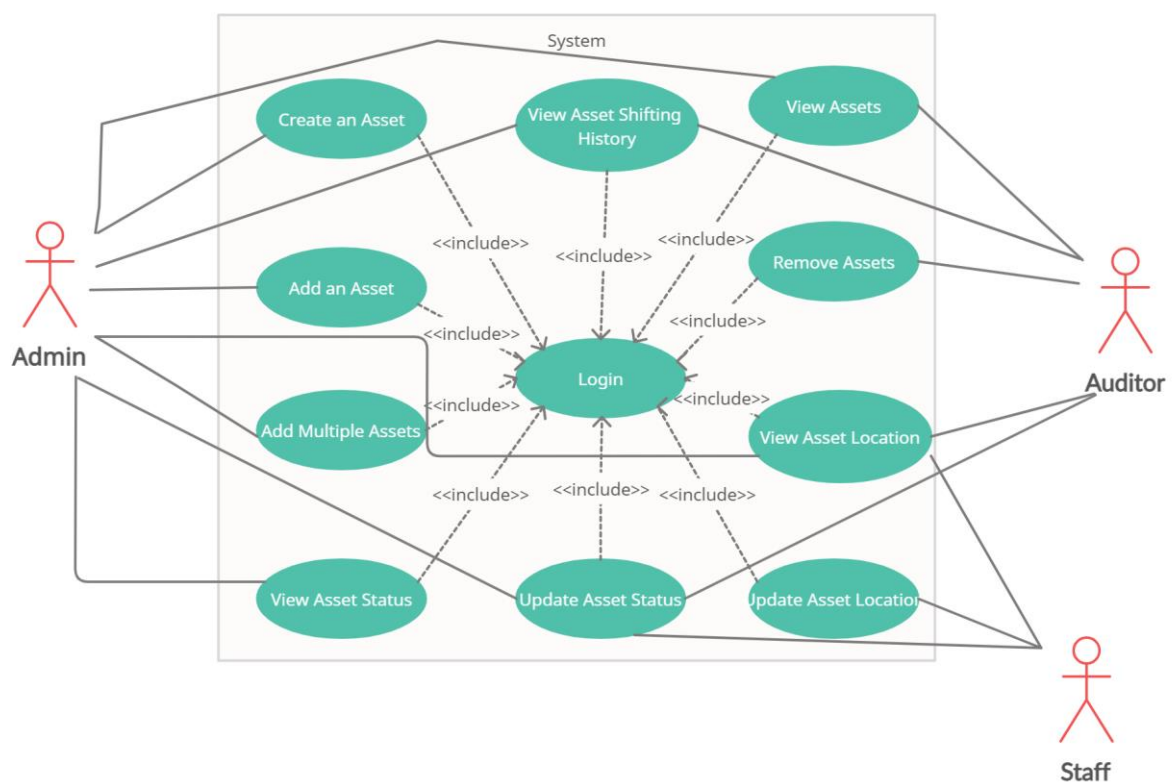 System
Create an Asset
View Asset Shifting
History
View Assets
<<include>>
<<include>>
<<include>>
Remove Assets
Add an Asset
<<include>>
<<include>>
Admin
Login
Auditor
<<include>>
<<include>>
Add Multiple Assets
View Asset Location
<<include>>
<<include>>
<<include>>
View Asset Status
Update Asset Status
Update Asset Location
Staff